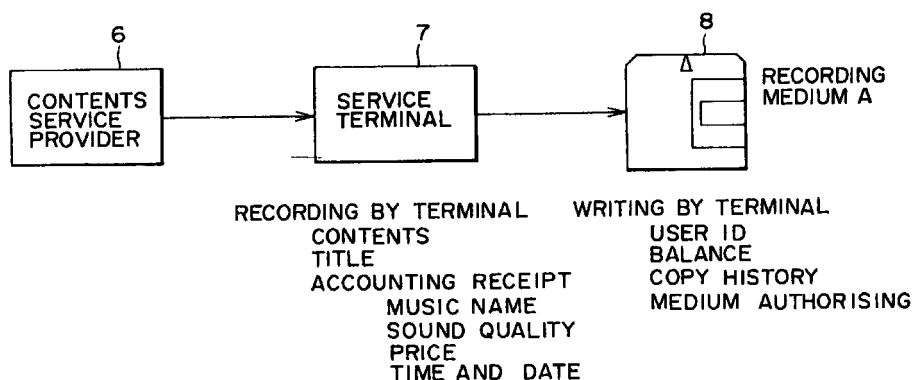 6
7
8
CONTENTS
SERVICE
PROVIDER
SERVICE
TERMINAL
RECORDING
MEDIUM A
RECORDING BY TERMINAL
CONTENTS
TITLE
ACCOUNTING RECEIPT
MUSIC NAME
SOUND QUALITY
PRICE
TIME AND DATE
WRITING BY TERMINAL
USER ID
BALANCE
COPY HISTORY
MEDIUM AUTHORISING